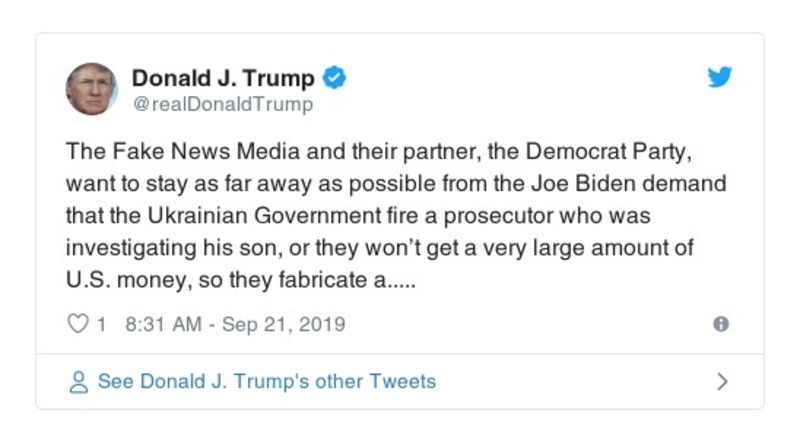 Donald J. Trump
@realDonaldTrump
The Fake News Media and their partner, the Democrat Party,
want to stay as far away as possible from the Joe Biden demand
that the Ukrainian Government fire a prosecutor who was
investigating his son, or they won’t get a very large amount of
U.S. money, so they fabricate a.....
1 8:31 AM - Sep 21, 2019
See Donald J. Trump's other Tweets